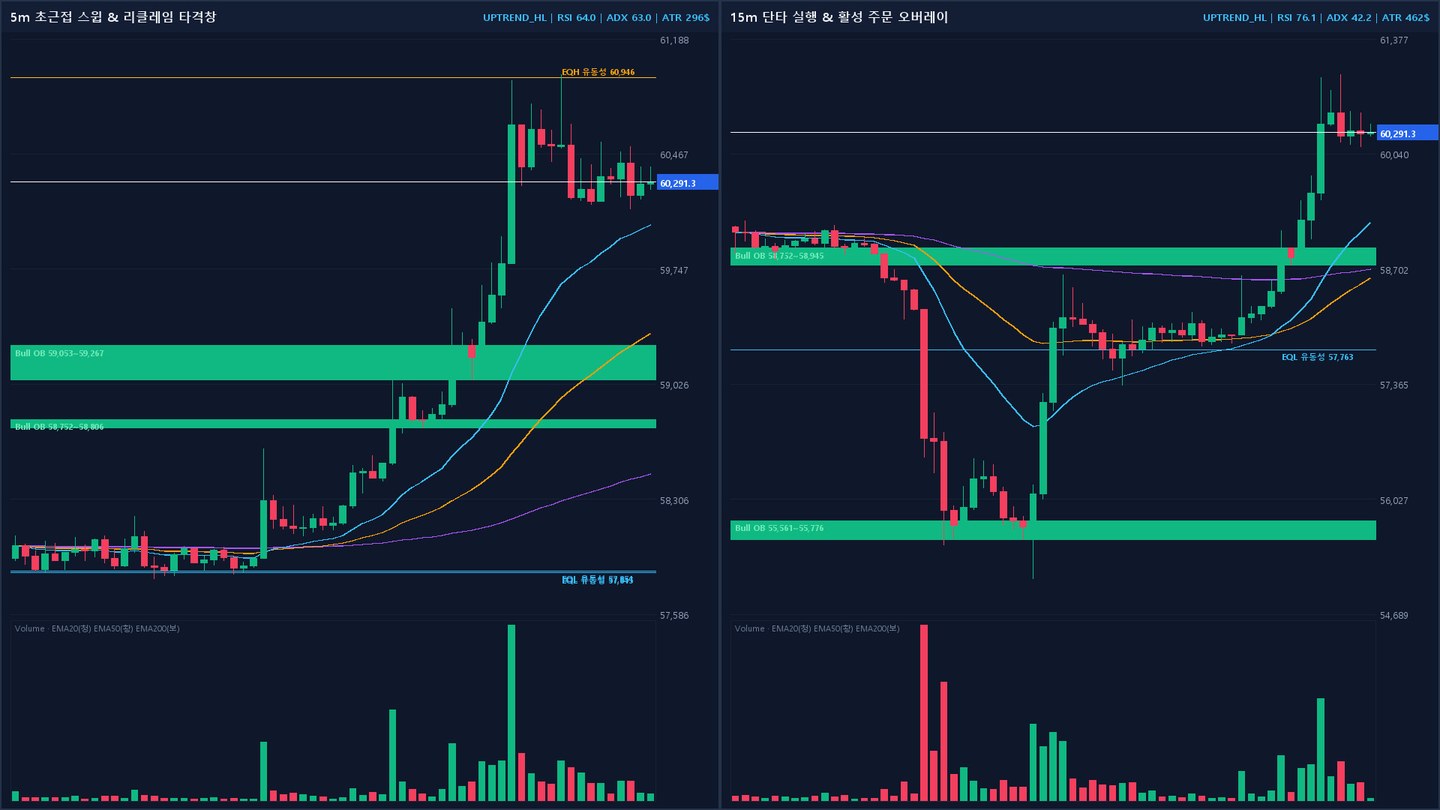 5m 초근접 스윕 & 리클레임 타격창
UPTREND_HL | RSI 64.0 | ADX 63.0 | ATR 296$
61,188
EQH 유동성 60,946
60,467
60,291.3
59,747
Bull OB 59,053~59,267
59,026
Bull OB 58,752~58,806
58,306
EQL 유동성
57,586
Volume · EMA20(청) EMA50(황) EMA200(보)
15m 단타 실행 & 활성 주문 오버레이
UPTREND_HL | RSI 76.1 | ADX 42.2 | ATR 462$
61,377
60,291.3
60,040
Bull OB 58,752~58,945
58,702
EQL 유동성 57,763
57,365
56,027
Bull OB 55,561~55,776
54,689
Volume · EMA20(청) EMA50(황) EMA200(보)